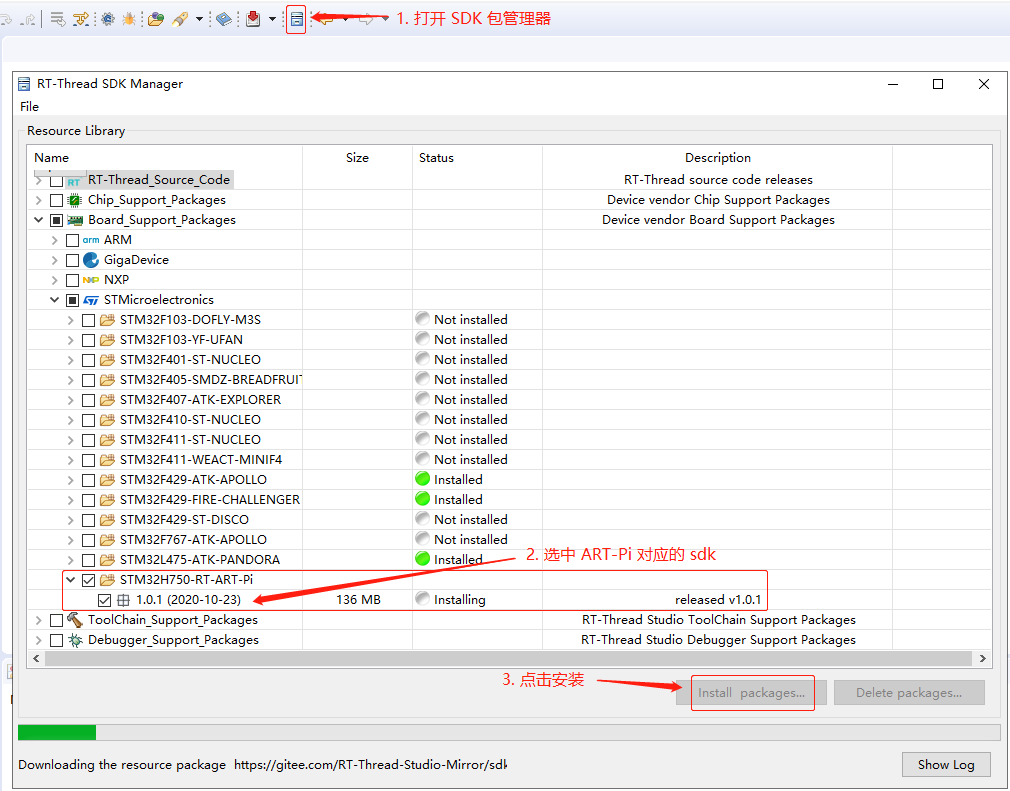 1. 打开 SDK 包管理器
RT-Thread SDK Manager
File
Resource Library
Name Size Status Description
RT RT-Thread_Source_Code RT-Thread source code releases
Chip_Support_Packages Device vendor Chip Support Packages
Board_Support_Packages Device vendor Board Support Packages
arm ARM
GigaDevice
NXP NXP
ST STMicroelectronics
STM32F103-DOFLY-M3S Not installed
STM32F103-YF-UFAN Not installed
STM32F401-ST-NUCLEO Not installed
STM32F405-SMDZ-BREADFRUIT Not installed
STM32F407-ATK-EXPLORER Not installed
STM32F410-ST-NUCLEO Not installed
STM32F411-ST-NUCLEO Not installed
STM32F411-WEACT-MINIF4 Not installed
STM32F429-ATK-APOLLO Installed
STM32F429-FIRE-CHALLENGER Installed
STM32F429-ST-DISCO Not installed
STM32F767-ATK-APOLLO Not installed
STM32L475-ATK-PANDORA Installed
2. 选中 ART-Pi 对应的 sdk
STM32H750-RT-ART-Pi
1.0.1 (2020-10-23) 136 MB Installing released v1.0.1
ToolChain_Support_Packages RT-Thread Studio ToolChain Support Packages
Debugger_Support_Packages RT-Thread Studio Debugger Support Packages
3. 点击安装
Install packages... Delete packages...
Downloading the resource package https://gitee.com/RT-Thread-Studio-Mirror/sdk
Show Log